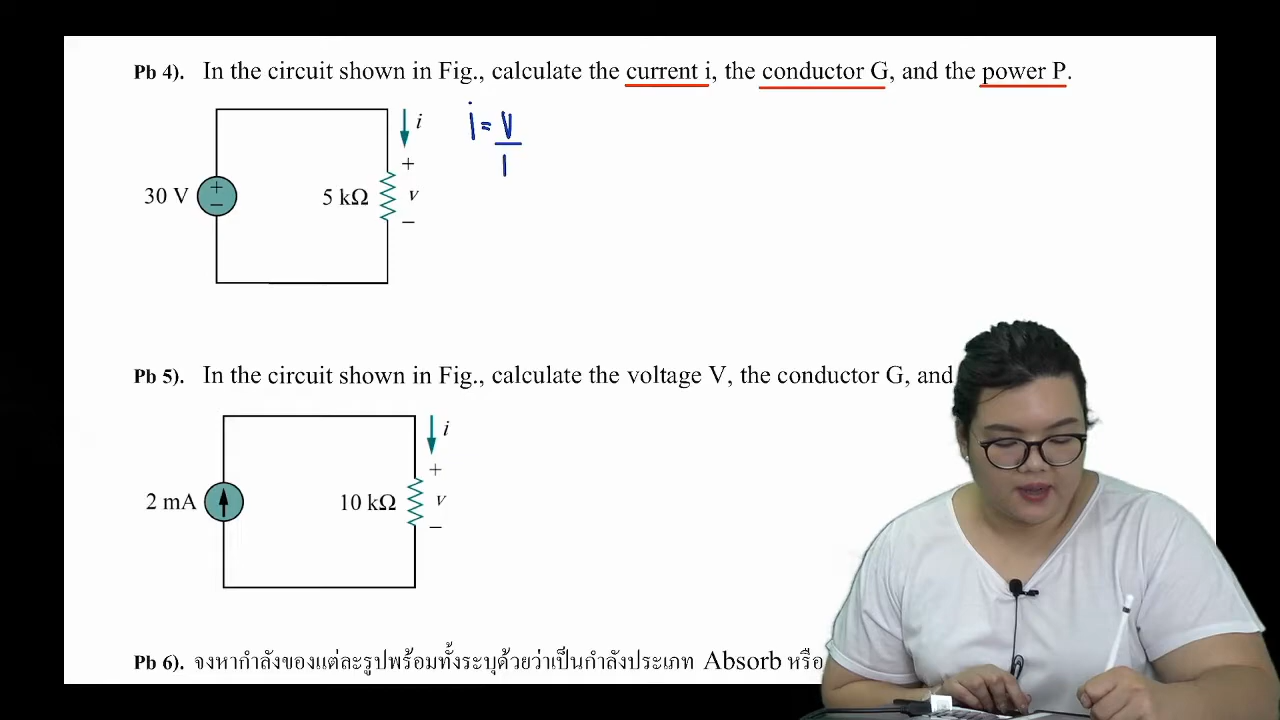 Pb 4). In the circuit shown in Fig., calculate the current i, the conductor G, and the power P.
i = V
30 V
+
−
5 kΩ
i
+
v
−
Pb 5). In the circuit shown in Fig., calculate the voltage V, the conductor G, and
2 mA
10 kΩ
i
+
v
−
Pb 6). จงหากำลังของแต่ละรูปพร้อมทั้งระบุด้วยว่าเป็นกำลังประเภท Absorb หรือ